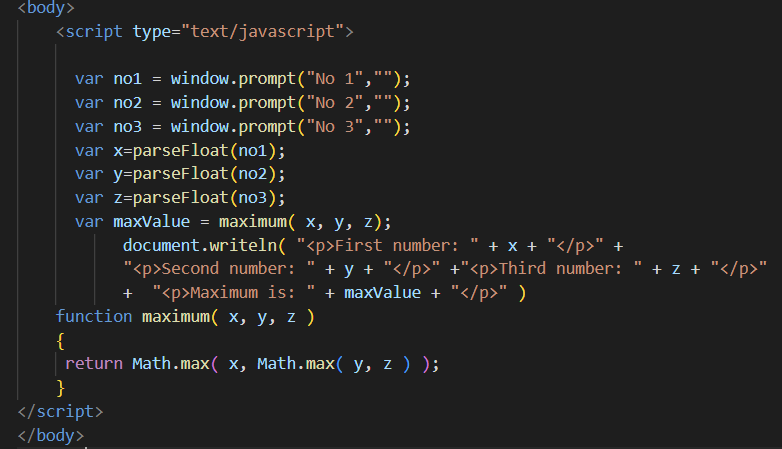 <body>
<script type="text/javascript">
var no1 = window.prompt("No 1","");
var no2 = window.prompt("No 2","");
var no3 = window.prompt("No 3","");
var x=parseFloat(no1);
var y=parseFloat(no2);
var z=parseFloat(no3);
var maxValue = maximum( x, y, z);
document.writeln( "<p>First number: " + x + "</p>" +
"<p>Second number: " + y + "</p>" +"<p>Third number: " + z + "</p>"
+  "<p>Maximum is: " + maxValue + "</p>" )
function maximum( x, y, z )
{
return Math.max( x, Math.max( y, z ) );
}
</script>
</body>